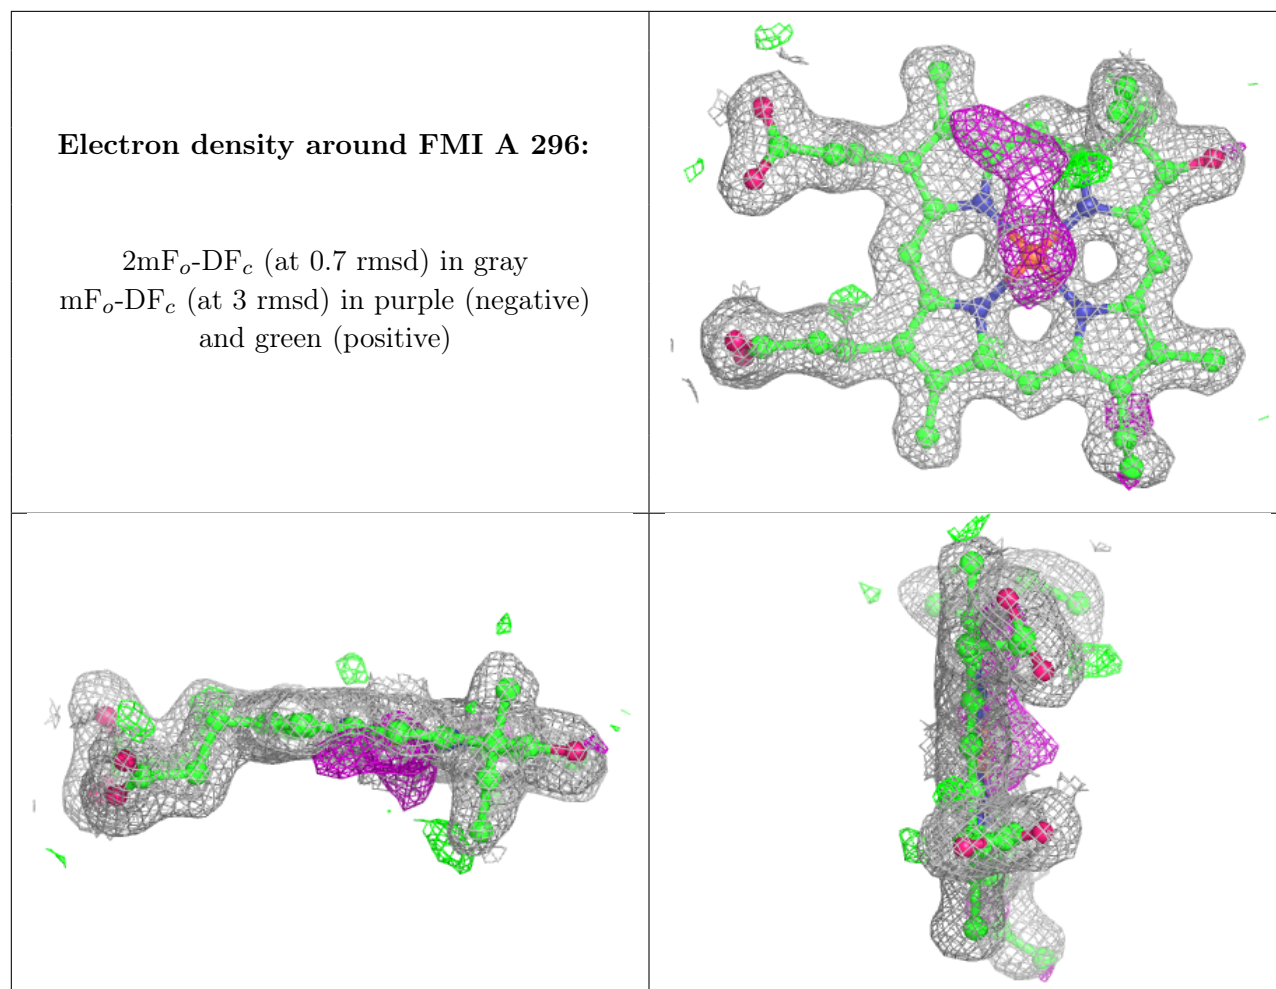 Electron density around FMI A 296:
2mFₒ-DF𝒸 (at 0.7 rmsd) in gray
mFₒ-DF𝒸 (at 3 rmsd) in purple (negative)
and green (positive)